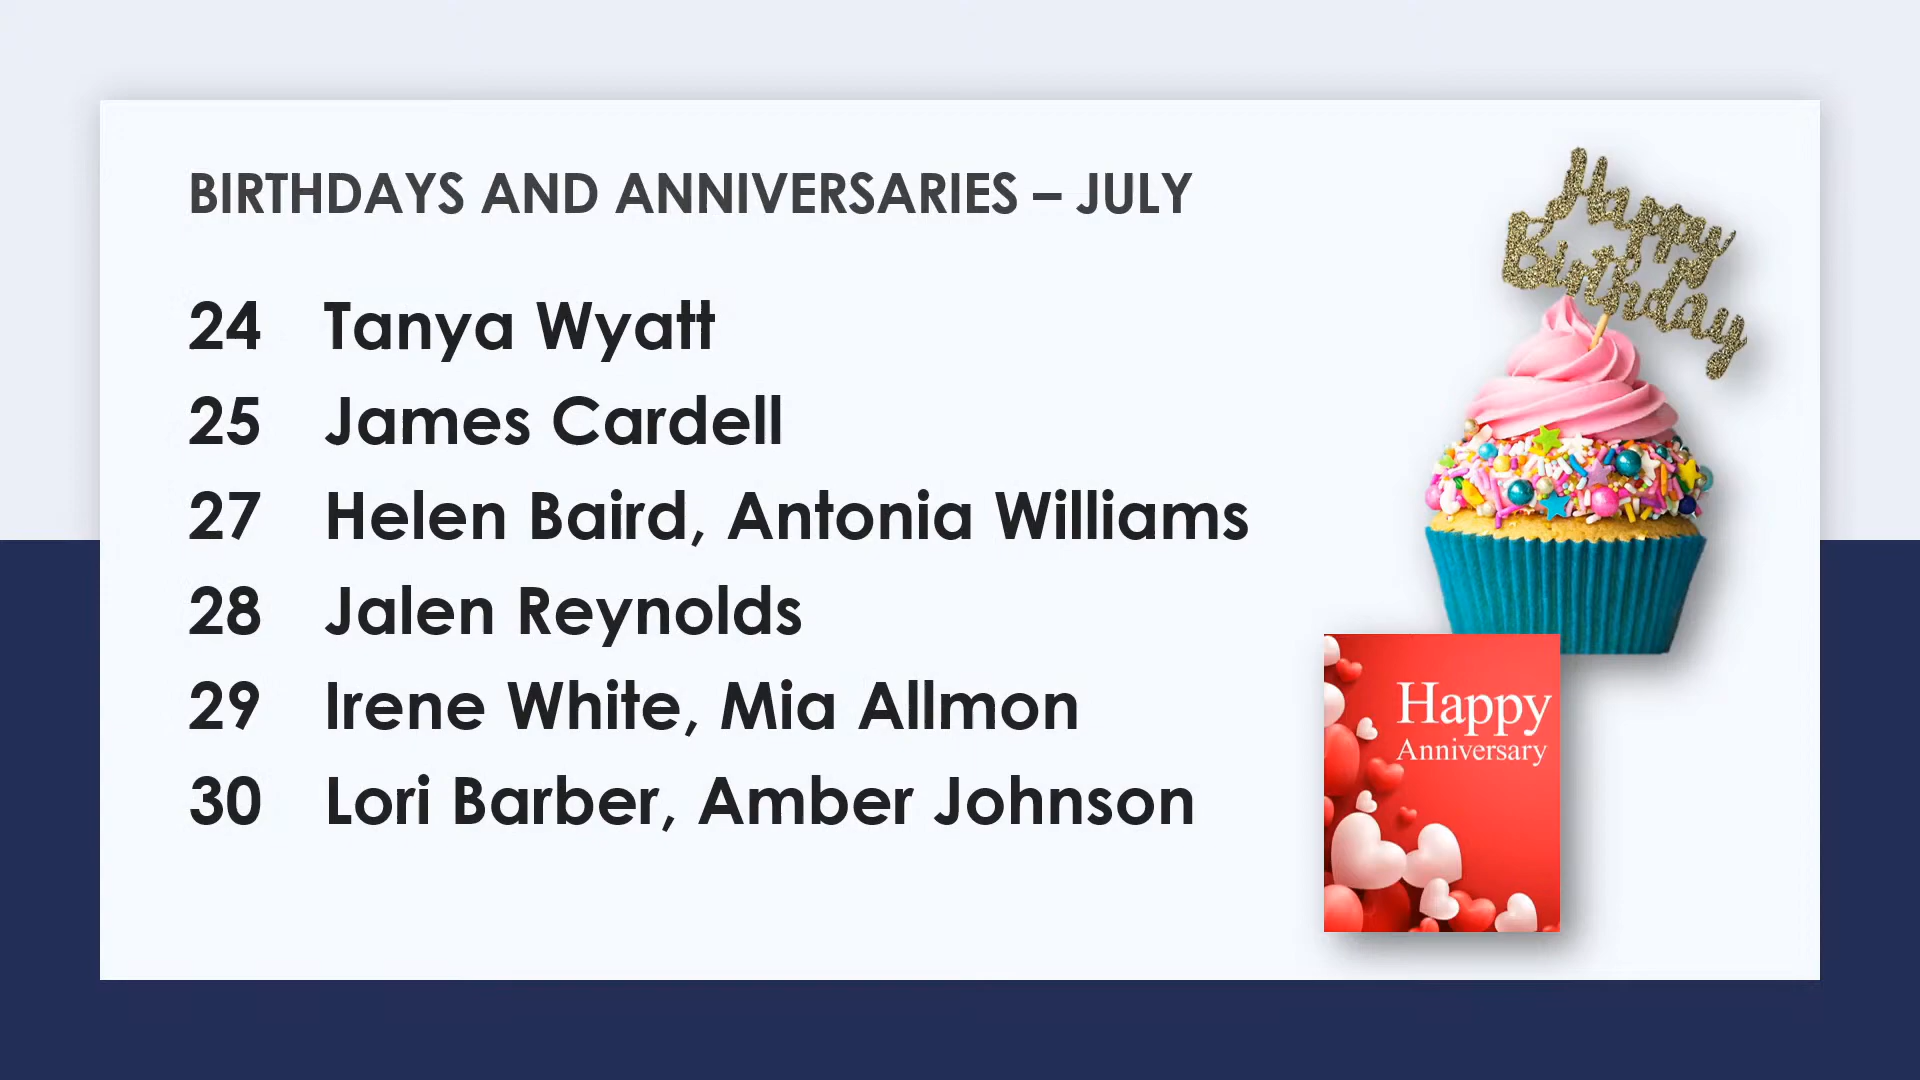 BIRTHDAYS AND ANNIVERSARIES – JULY
24 Tanya Wyatt
25 James Cardell
27 Helen Baird, Antonia Williams
28 Jalen Reynolds
29 Irene White, Mia Allmon
30 Lori Barber, Amber Johnson
Happy
Birthday
Happy
Anniversary